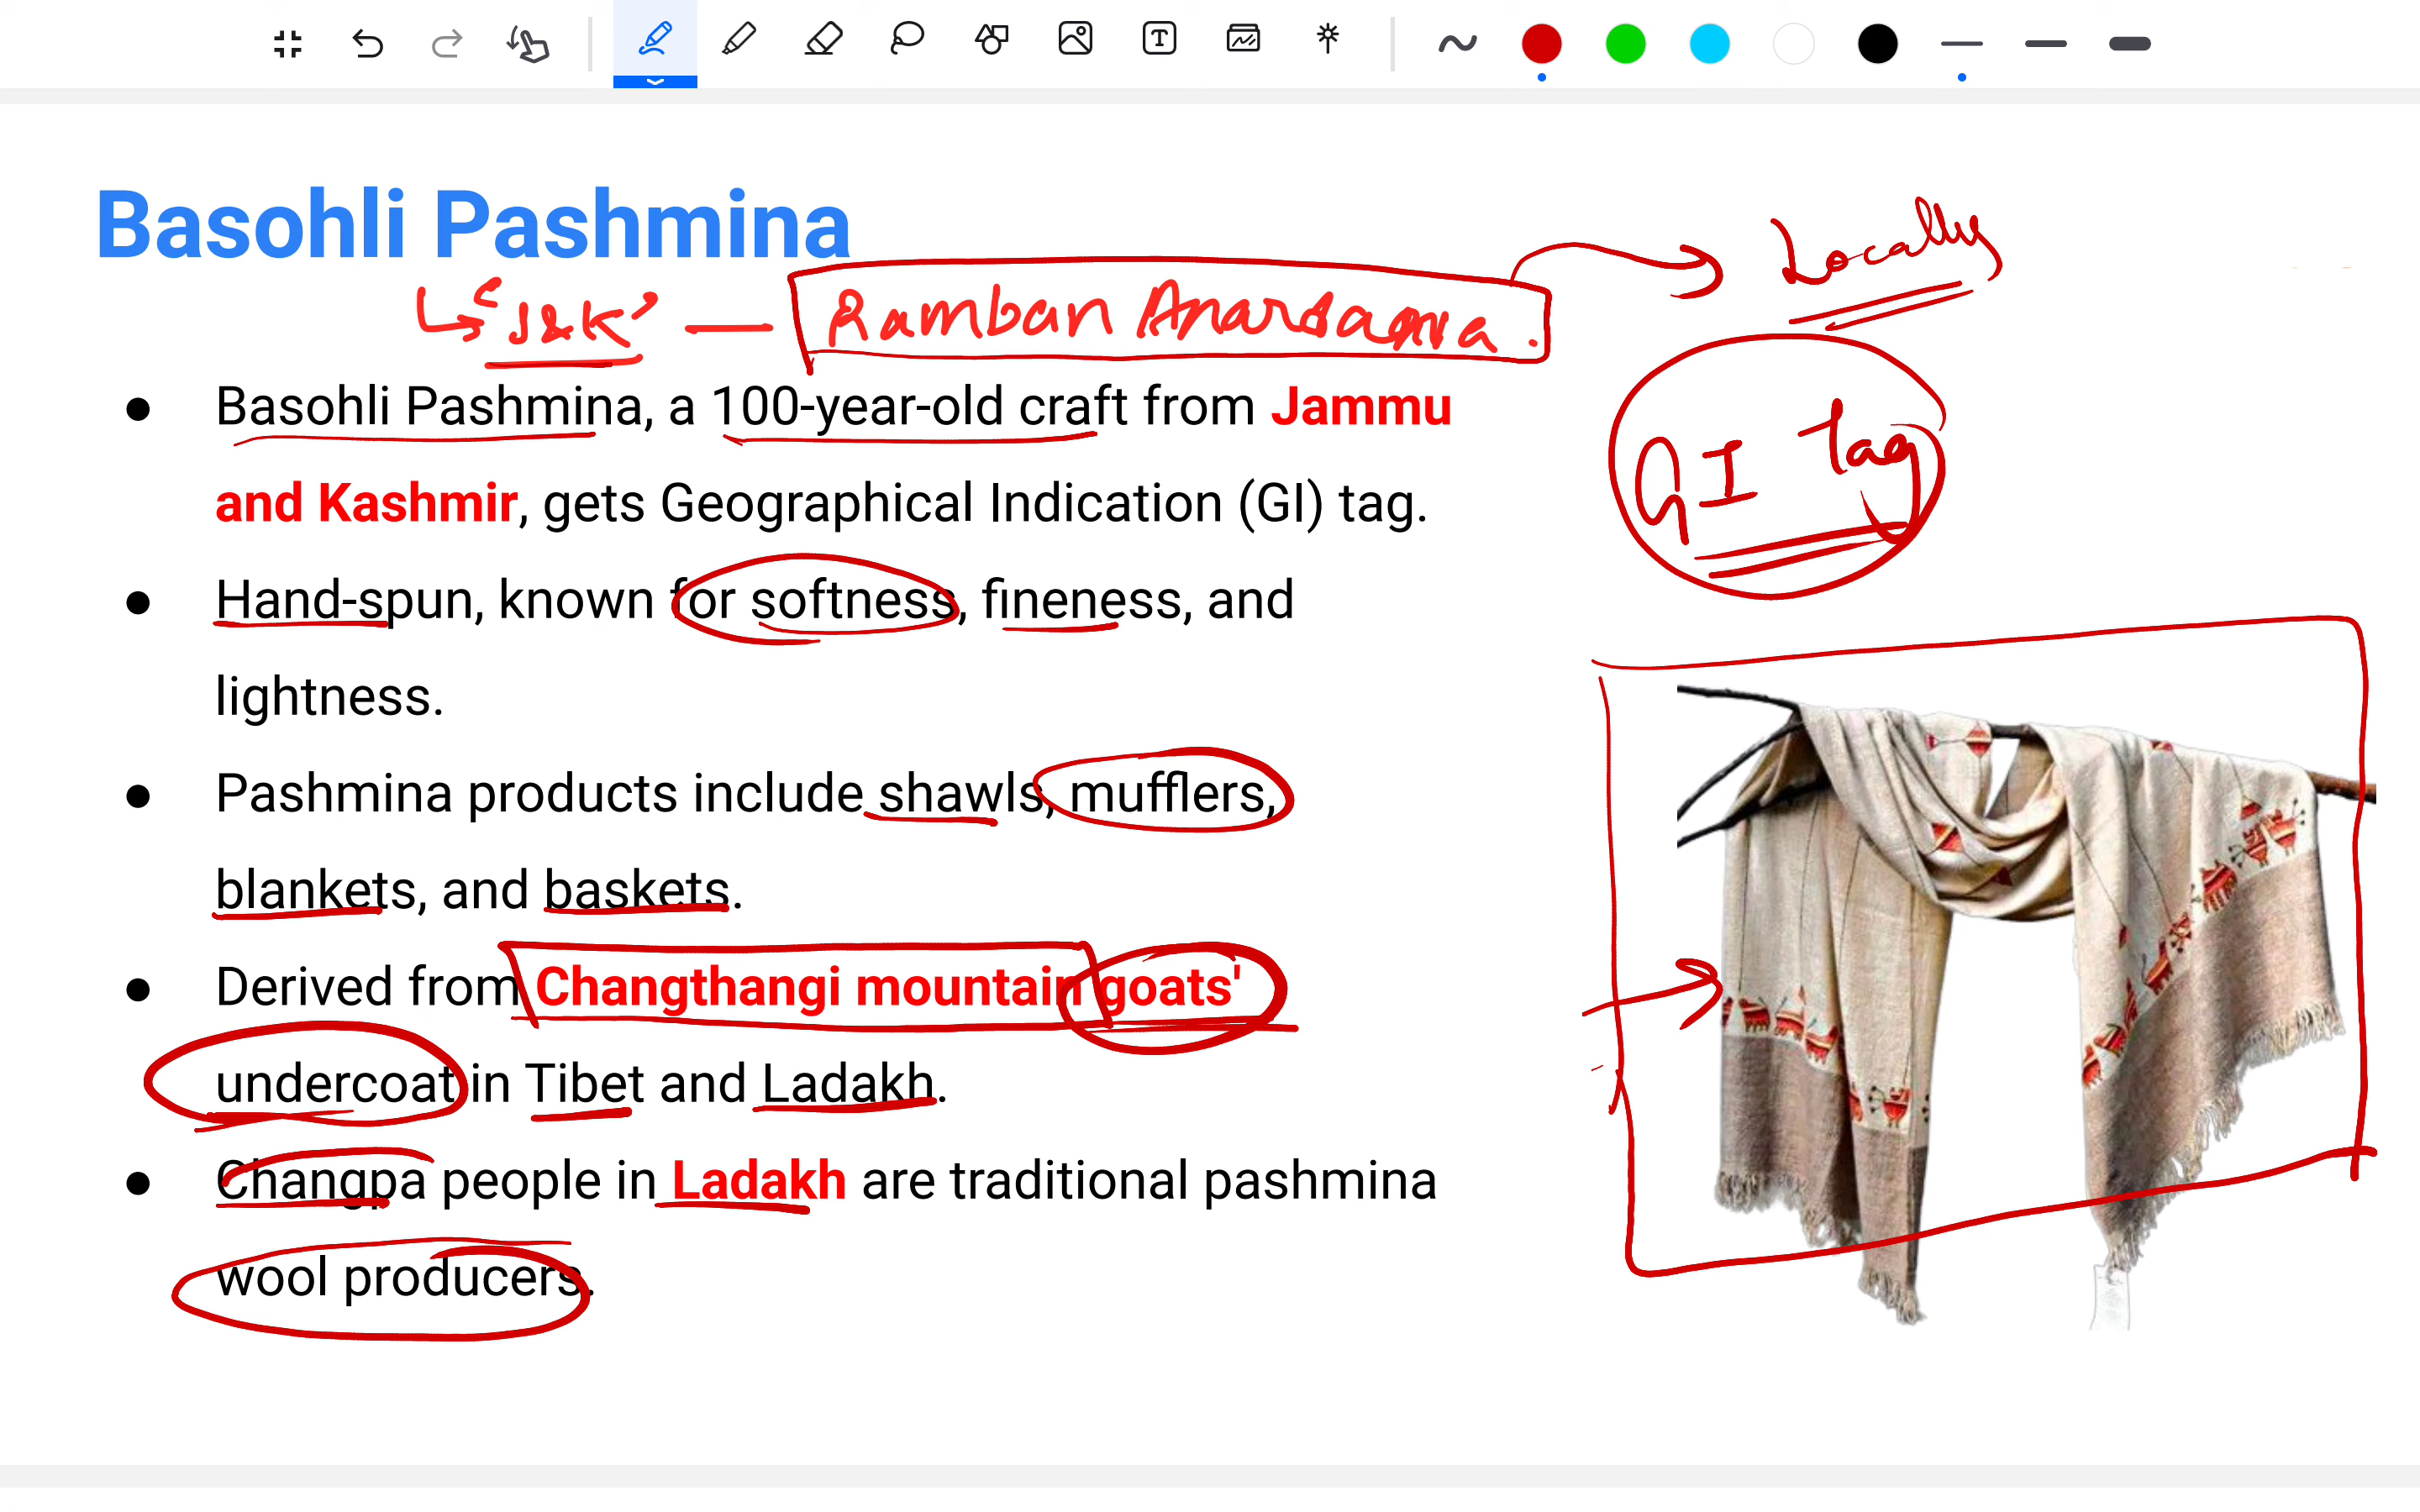 Basohli Pashmina
Locally
"J&K" — Ramban Anardana.
GI Tag
● Basohli Pashmina, a 100-year-old craft from Jammu
and Kashmir, gets Geographical Indication (GI) tag.
● Hand-spun, known for softness, fineness, and
lightness.
● Pashmina products include shawls, mufflers,
blankets, and baskets.
● Derived from Changthangi mountain goats'
undercoat in Tibet and Ladakh.
● Changpa people in Ladakh are traditional pashmina
wool producers.